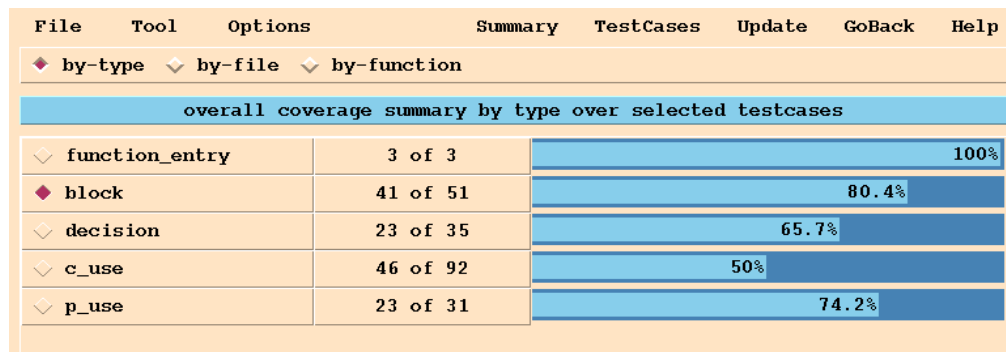 File Tool Options Summary TestCases Update GoBack Help
by-type by-file by-function
overall coverage summary by type over selected testcases
function_entry 3 of 3 100%
block 41 of 51 80.4%
decision 23 of 35 65.7%
c_use 46 of 92 50%
p_use 23 of 31 74.2%